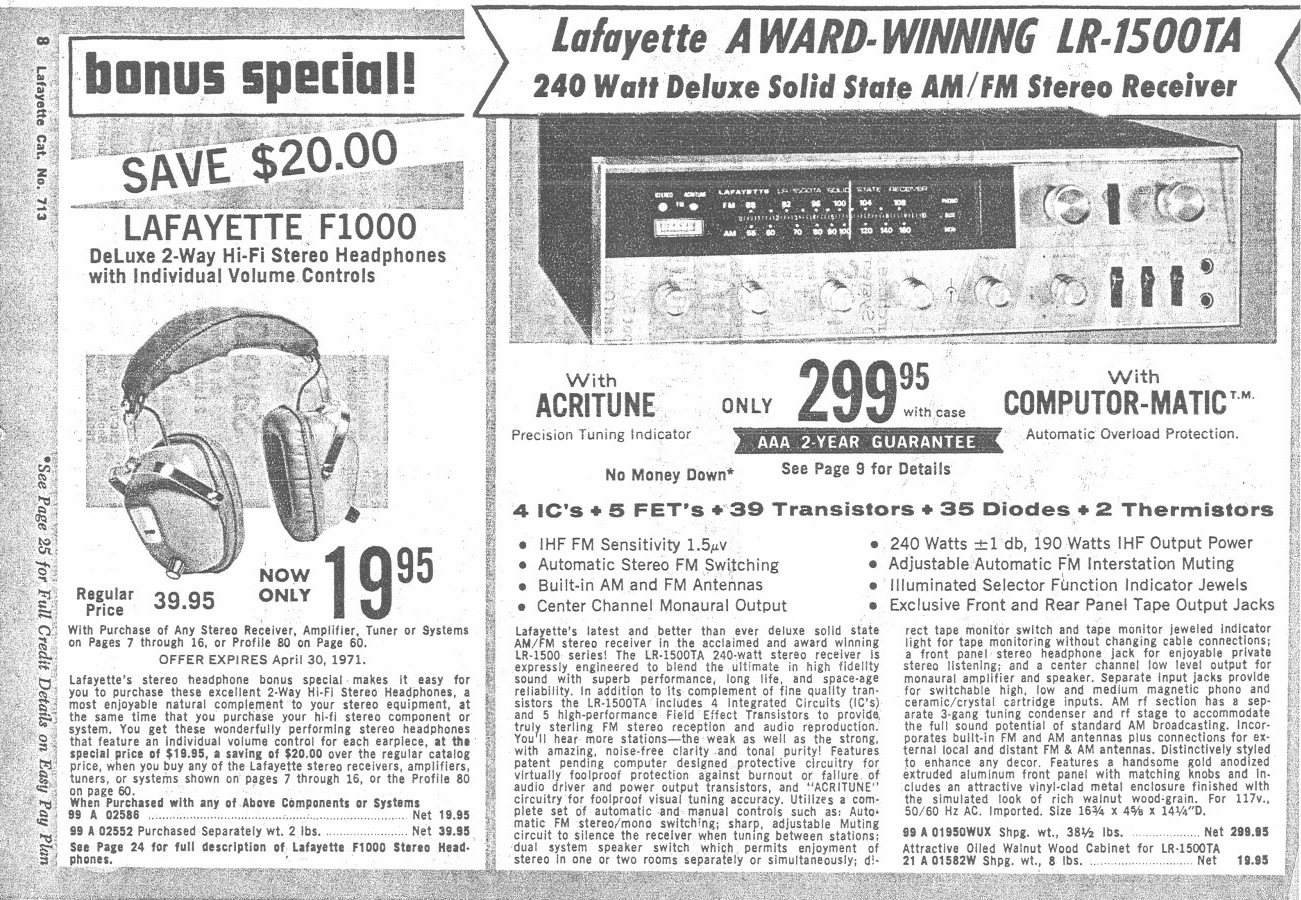 8 Lafayette Cat. No. 713
*See Page 25 for Full Credit Details on Easy Pay Plan
bonus special!
SAVE $20.00
LAFAYETTE F1000
DeLuxe 2-Way Hi-Fi Stereo Headphones
with Individual Volume Controls
Regular
Price 39.95
NOW
ONLY 19 95
With Purchase of Any Stereo Receiver, Amplifier, Tuner or Systems
on Pages 7 through 16, or Profile 80 on Page 60.
OFFER EXPIRES April 30, 1971.
Lafayette's stereo headphone bonus special makes it easy for
you to purchase these excellent 2-Way Hi-Fi Stereo Headphones, a
most enjoyable natural complement to your stereo equipment, at
the same time that you purchase your hi-fi stereo component or
system. You get these wonderfully performing stereo headphones
that feature an individual volume control for each earpiece, at the
special price of $19.95, a saving of $20.00 over the regular catalog
price, when you buy any of the Lafayette stereo receivers, amplifiers,
tuners, or systems shown on pages 7 through 16, or the Profile 80
on page 60.
When Purchased with any of Above Components or Systems
99 A 02586 ........ Net 19.95
99 A 02552 Purchased Separately wt. 2 lbs. ........ Net 39.95
See Page 24 for full description of Lafayette F1000 Stereo Head-
phones.
Lafayette AWARD-WINNING LR-1500TA
240 Watt Deluxe Solid State AM/FM Stereo Receiver
STEREO ACRITUNE
FM
LAFAYETTE LR-1500TA SOLID STATE RECEIVER
FM 88 92 96 100 104 108
AM 55 60 70 80 90 100 120 140 160
PHONO
AUX
MON
With
ACRITUNE
Precision Tuning Indicator
ONLY 299 95 with case
AAA 2-YEAR GUARANTEE
See Page 9 for Details
No Money Down*
With
COMPUTOR-MATIC T.M.
Automatic Overload Protection.
4 IC's + 5 FET's + 39 Transistors + 35 Diodes + 2 Thermistors
• IHF FM Sensitivity 1.5μv
• Automatic Stereo FM Switching
• Built-in AM and FM Antennas
• Center Channel Monaural Output
• 240 Watts ±1 db, 190 Watts IHF Output Power
• Adjustable Automatic FM Interstation Muting
• Illuminated Selector Function Indicator Jewels
• Exclusive Front and Rear Panel Tape Output Jacks
Lafayette's latest and better than ever deluxe solid state
AM/FM stereo receiver in the acclaimed and award winning
LR-1500 series! The LR-1500TA 240-watt stereo receiver is
expressly engineered to blend the ultimate in high fidelity
sound with superb performance, long life, and space-age
reliability. In addition to its complement of fine quality tran-
sistors the LR-1500TA includes 4 Integrated Circuits (IC's)
and 5 high-performance Field Effect Transistors to provide,
truly sterling FM stereo reception and audio reproduction.
You'll hear more stations—the weak as well as the strong,
with amazing, noise-free clarity and tonal purity! Features
patent pending computer designed protective circuitry for
virtually foolproof protection against burnout or failure of
audio driver and power output transistors, and "ACRITUNE"
circuitry for foolproof visual tuning accuracy. Utilizes a com-
plete set of automatic and manual controls such as: Auto-
matic FM stereo/mono switching; sharp, adjustable Muting
circuit to silence the receiver when tuning between stations;
dual system speaker switch which permits enjoyment of
stereo in one or two rooms separately or simultaneously; di-
rect tape monitor switch and tape monitor jeweled indicator
light for tape monitoring without changing cable connections;
a front panel stereo headphone jack for enjoyable private
stereo listening; and a center channel low level output for
monaural amplifier and speaker. Separate input jacks provide
for switchable high, low and medium magnetic phono and
ceramic/crystal cartridge inputs. AM rf section has a sep-
arate 3-gang tuning condenser and rf stage to accommodate
the full sound potential of standard AM broadcasting. Incor-
porates built-in FM and AM antennas plus connections for ex-
ternal local and distant FM & AM antennas. Distinctively styled
to enhance any decor. Features a handsome gold anodized
extruded aluminum front panel with matching knobs and in-
cludes an attractive vinyl-clad metal enclosure finished with
the simulated look of rich walnut wood-grain. For 117v.,
50/60 Hz AC. Imported. Size 16¾ x 4⅝ x 14¼"D.
99 A 01950WUX Shpg. wt., 38½ lbs. ........ Net 299.95
Attractive Oiled Walnut Wood Cabinet for LR-1500TA
21 A 01582W Shpg. wt., 8 lbs. ........ Net 19.95